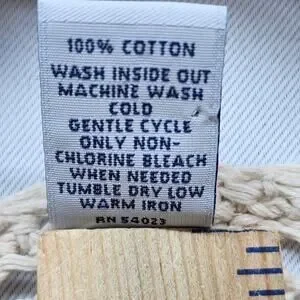 100% COTTON
WASH INSIDE OUT
MACHINE WASH
COLD
GENTLE CYCLE
ONLY NON-
CHLORINE BLEACH
WHEN NEEDED
TUMBLE DRY LOW
WARM IRON
RN 54023